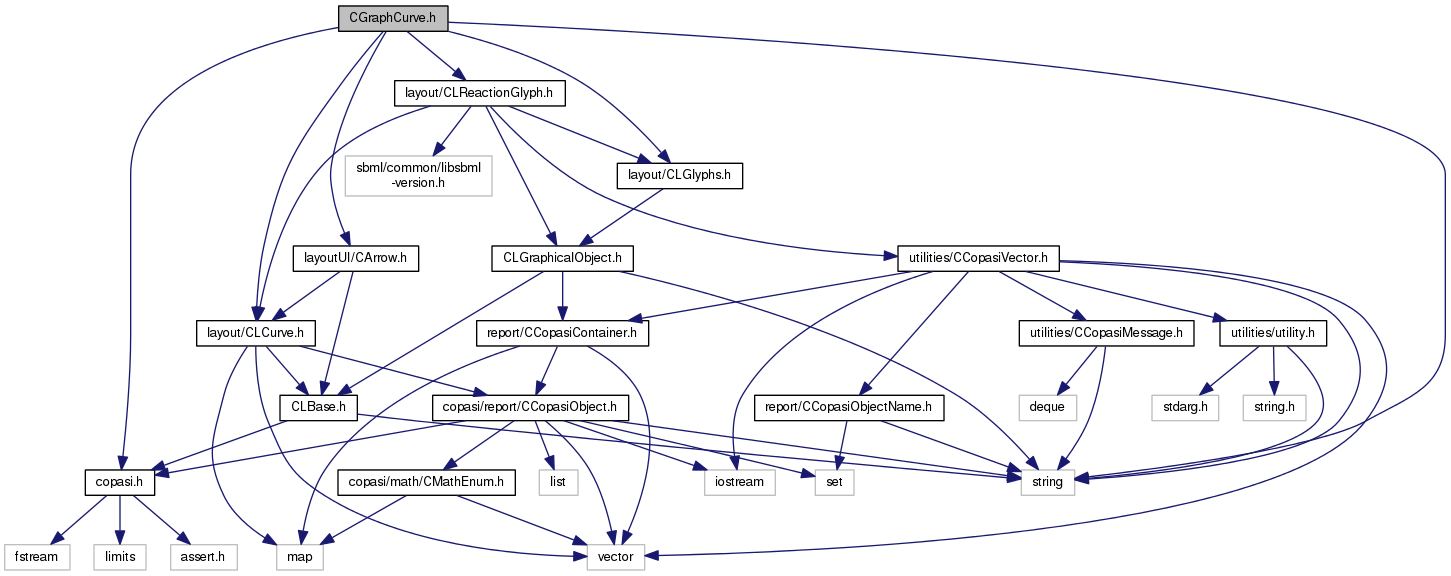 CGraphCurve.h
layout/CLReactionGlyph.h
sbml/common/libsbml
-version.h
layout/CLGlyphs.h
layoutUI/CArrow.h
CLGraphicalObject.h
utilities/CCopasiVector.h
layout/CLCurve.h
report/CCopasiContainer.h
utilities/CCopasiMessage.h
utilities/utility.h
CLBase.h
copasi/report/CCopasiObject.h
report/CCopasiObjectName.h
deque
stdarg.h
string.h
copasi.h
copasi/math/CMathEnum.h
list
iostream
set
string
fstream
limits
assert.h
map
vector